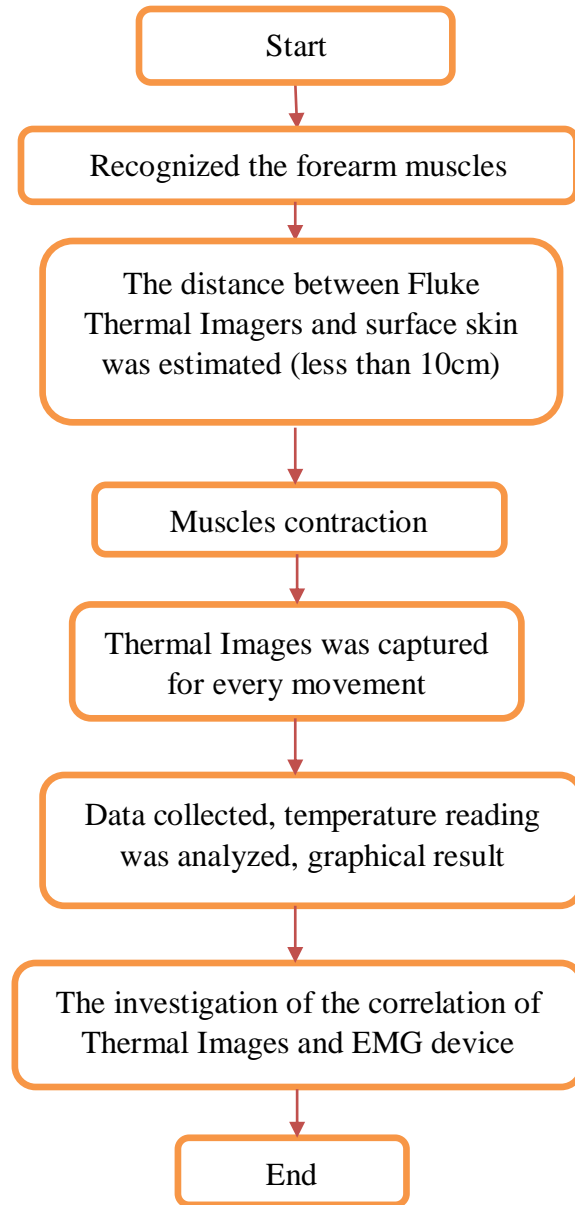 Start
Recognized the forearm muscles
The distance between Fluke
Thermal Imagers and surface skin
was estimated (less than 10cm)
Muscles contraction
Thermal Images was captured
for every movement
Data collected, temperature reading
was analyzed, graphical result
The investigation of the correlation of
Thermal Images and EMG device
End